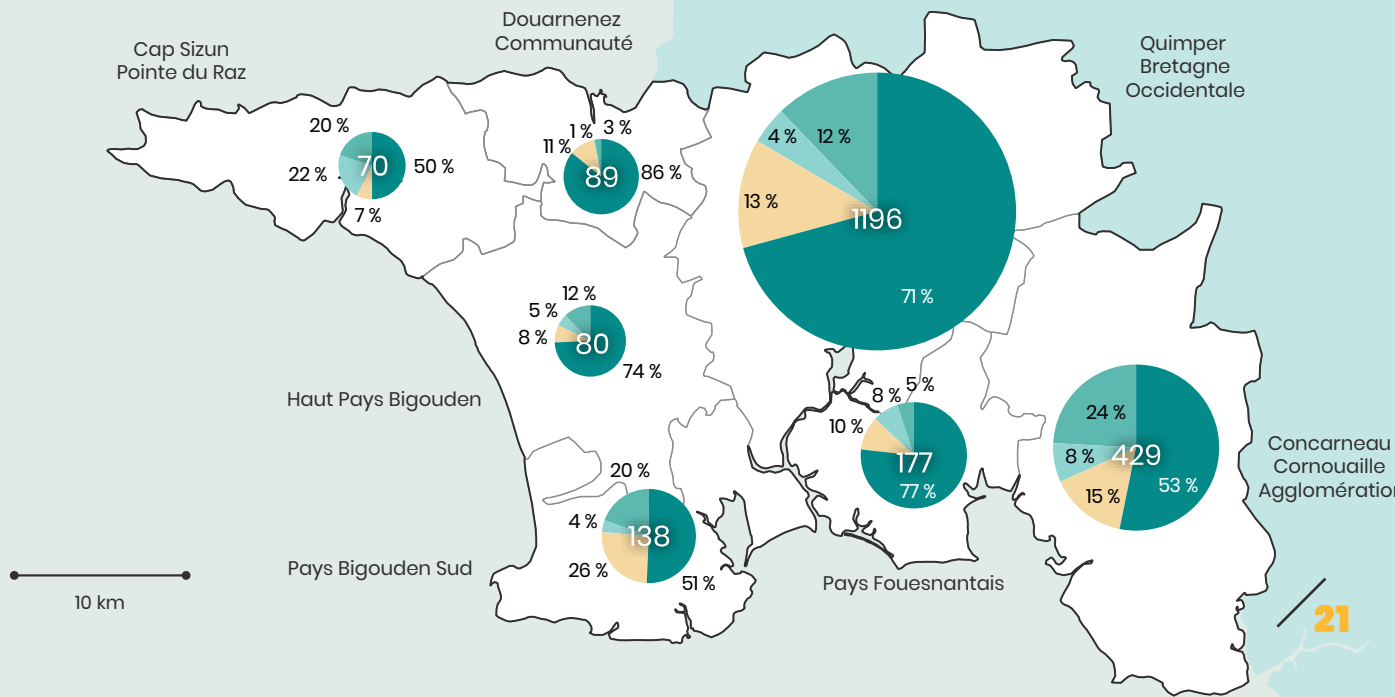 Cap Sizun
Pointe du Raz
20 %
22 %
70
50 %
7 %
Douarnenez
Communauté
1 %
3 %
11 %
89
86 %
Quimper
Bretagne
Occidentale
4 %
12 %
13 %
1196
71 %
12 %
5 %
8 %
80
74 %
Haut Pays Bigouden
20 %
4 %
138
26 %
51 %
Pays Bigouden Sud
8 %
5 %
10 %
177
77 %
Pays Fouesnantais
24 %
8 %
429
15 %
53 %
Concarneau
Cornouaille
Agglomération
10 km
21